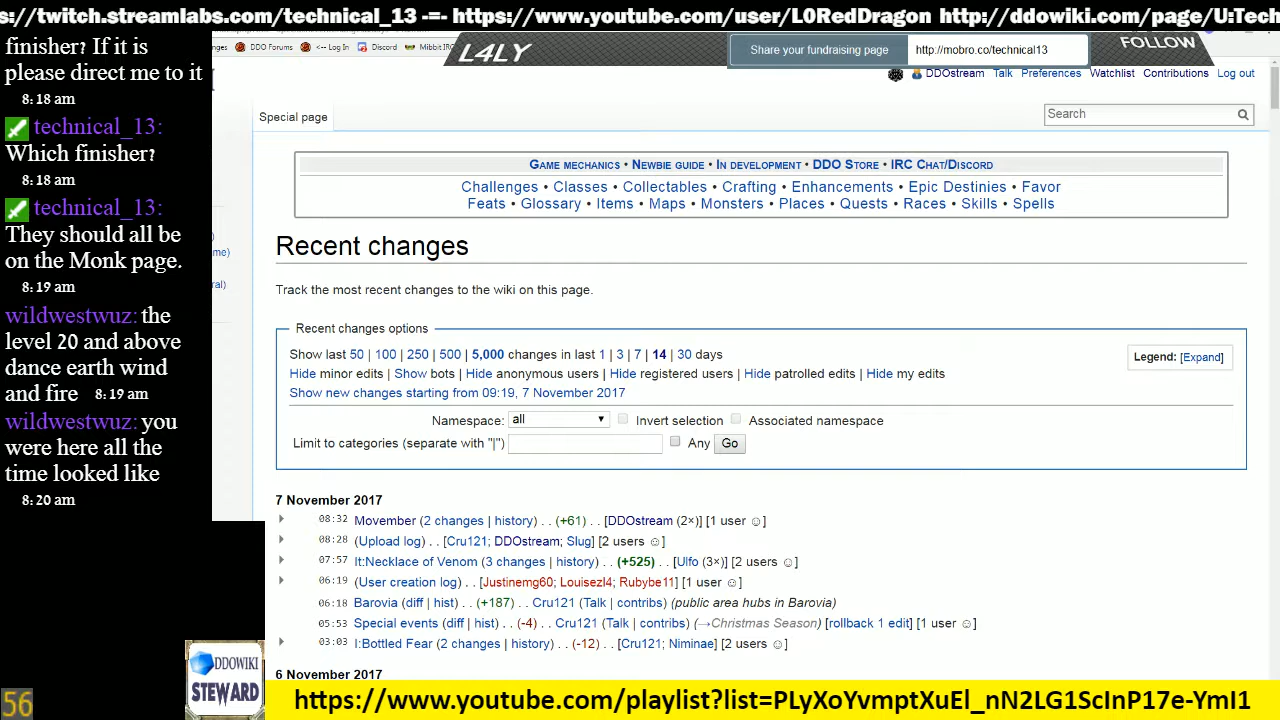 s://twitch.streamlabs.com/technical_13 -=- https://www.youtube.com/user/L0RedDragon http://ddowiki.com/page/U:Tech
finisher? If it is
please direct me to it
8:18 am
technical_13:
Which finisher?
8:18 am
technical_13:
They should all be
on the Monk page.
8:19 am
wildwestwuz: the
level 20 and above
dance earth wind
and fire 8:19 am
wildwestwuz: you
were here all the
time looked like
8:20 am
nges DDO Forums <-- Log In Discord Mibbit IRC
L4LY
Share your fundraising page http://mobro.co/technical13
FOLLOW
DDOstream Talk Preferences Watchlist Contributions Log out
Special page
Search
Game mechanics • Newbie guide • In development • DDO Store • IRC Chat/Discord
Challenges • Classes • Collectables • Crafting • Enhancements • Epic Destinies • Favor
Feats • Glossary • Items • Maps • Monsters • Places • Quests • Races • Skills • Spells
)
me)
ral)
Recent changes
Track the most recent changes to the wiki on this page.
Recent changes options
Show last 50 | 100 | 250 | 500 | 5,000 changes in last 1 | 3 | 7 | 14 | 30 days
Legend: [Expand]
Hide minor edits | Show bots | Hide anonymous users | Hide registered users | Hide patrolled edits | Hide my edits
Show new changes starting from 09:19, 7 November 2017
Namespace: all Invert selection Associated namespace
Limit to categories (separate with "|") Any Go
7 November 2017
08:32 Movember (2 changes | history) . . (+61) . . [DDOstream (2×)] [1 user ☺]
08:28 (Upload log) . . [Cru121; DDOstream; Slug] [2 users ☺]
07:57 It:Necklace of Venom (3 changes | history) . . (+525) . . [Ulfo (3×)] [2 users ☺]
06:19 (User creation log) . . [Justinemg60; Louisezl4; Rubybe11] [1 user ☺]
06:18 Barovia (diff | hist) . . (+187) . . Cru121 (Talk | contribs) (public area hubs in Barovia)
05:53 Special events (diff | hist) . . (-4) . . Cru121 (Talk | contribs) (→Christmas Season) [rollback 1 edit] [1 user ☺]
03:03 I:Bottled Fear (2 changes | history) . . (-12) . . [Cru121; Niminae] [2 users ☺]
6 November 2017
DDOWIKI
STEWARD
56
https://www.youtube.com/playlist?list=PLyXoYvmptXuEl_nN2LG1ScInP17e-YmI1